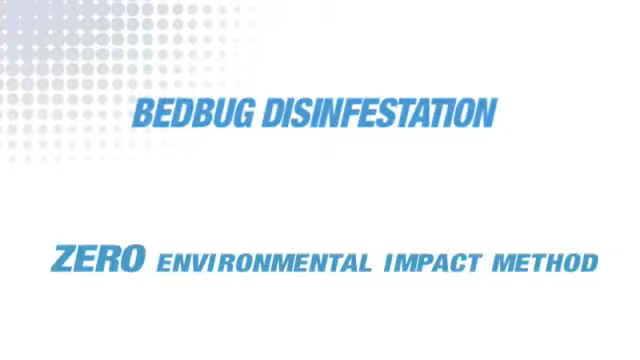 BEDBUG DISINFESTATION
ZERO ENVIRONMENTAL IMPACT METHOD